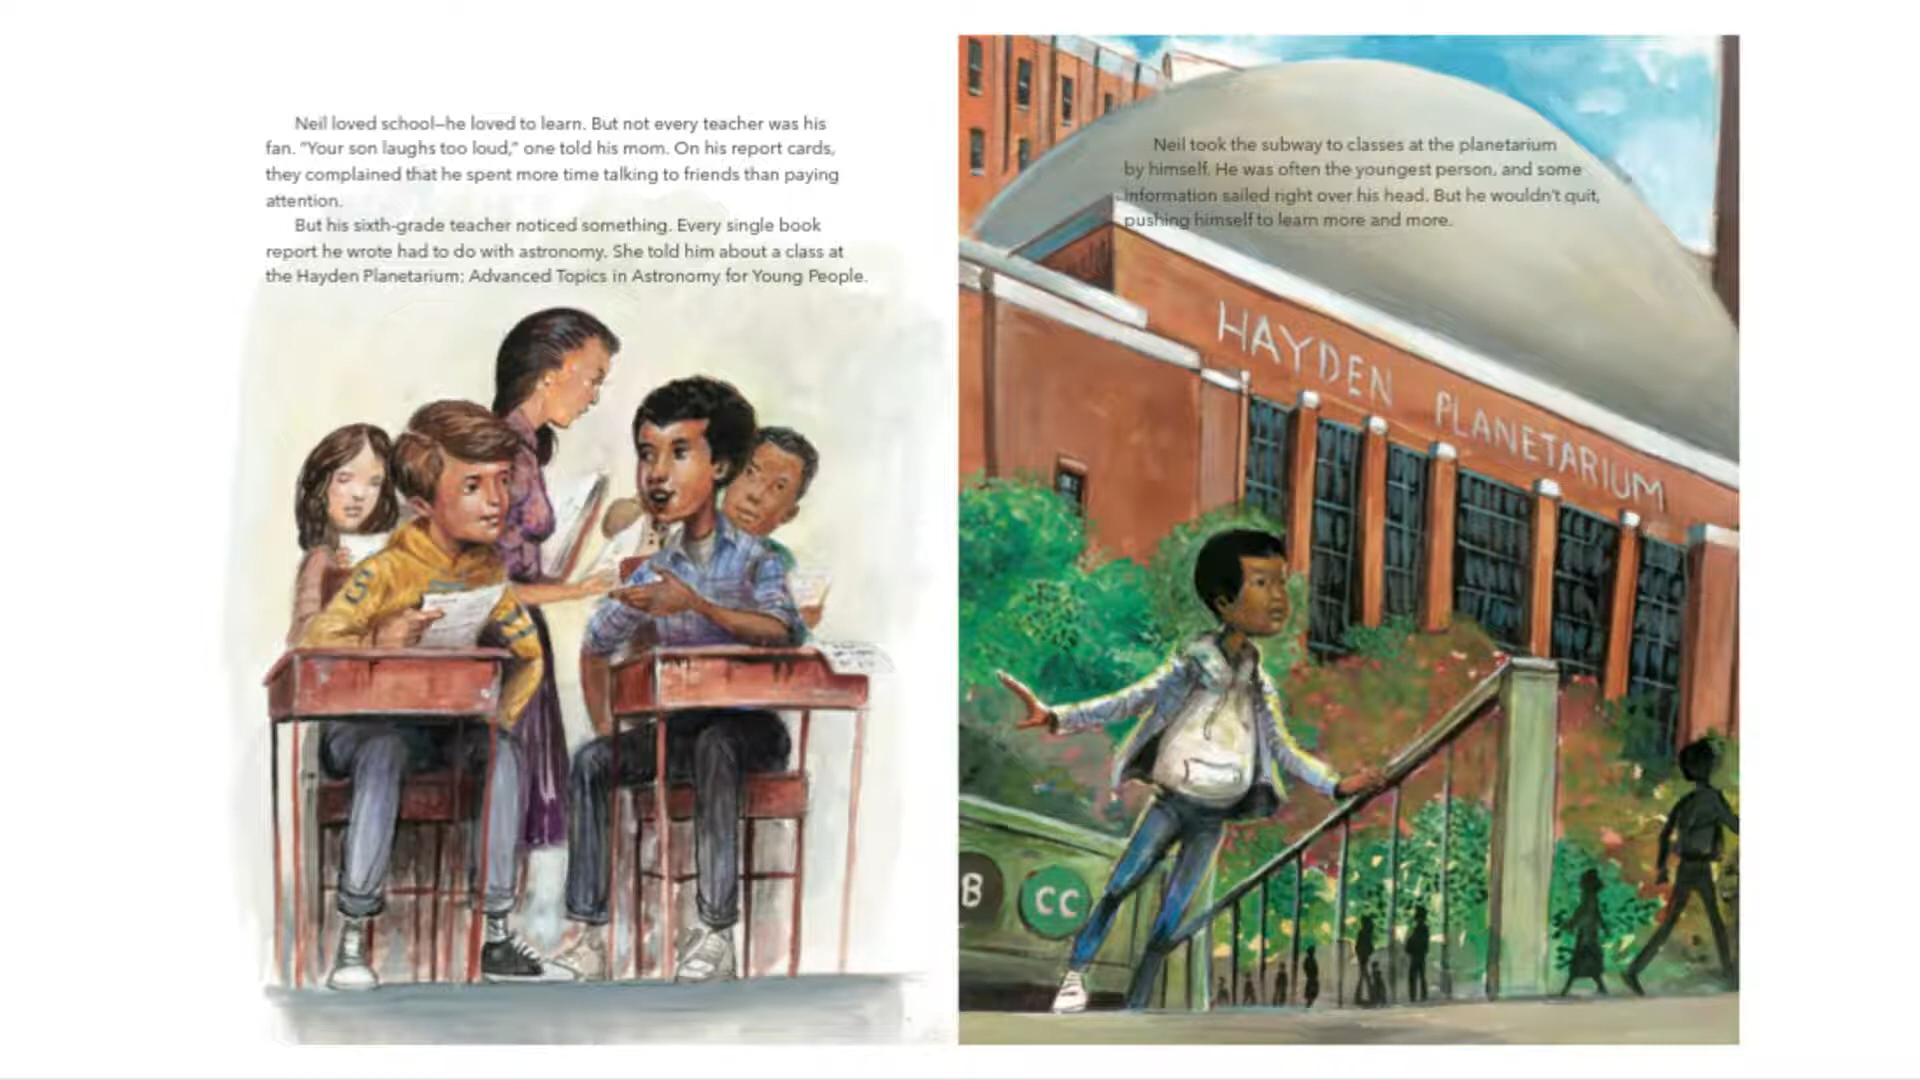 Neil loved school—he loved to learn. But not every teacher was his
fan. "Your son laughs too loud," one told his mom. On his report cards,
they complained that he spent more time talking to friends than paying
attention.
But his sixth-grade teacher noticed something. Every single book
report he wrote had to do with astronomy. She told him about a class at
the Hayden Planetarium: Advanced Topics in Astronomy for Young People.
Neil took the subway to classes at the planetarium
by himself. He was often the youngest person, and some
information sailed right over his head. But he wouldn't quit,
pushing himself to learn more and more.
HAYDEN PLANETARIUM
B CC